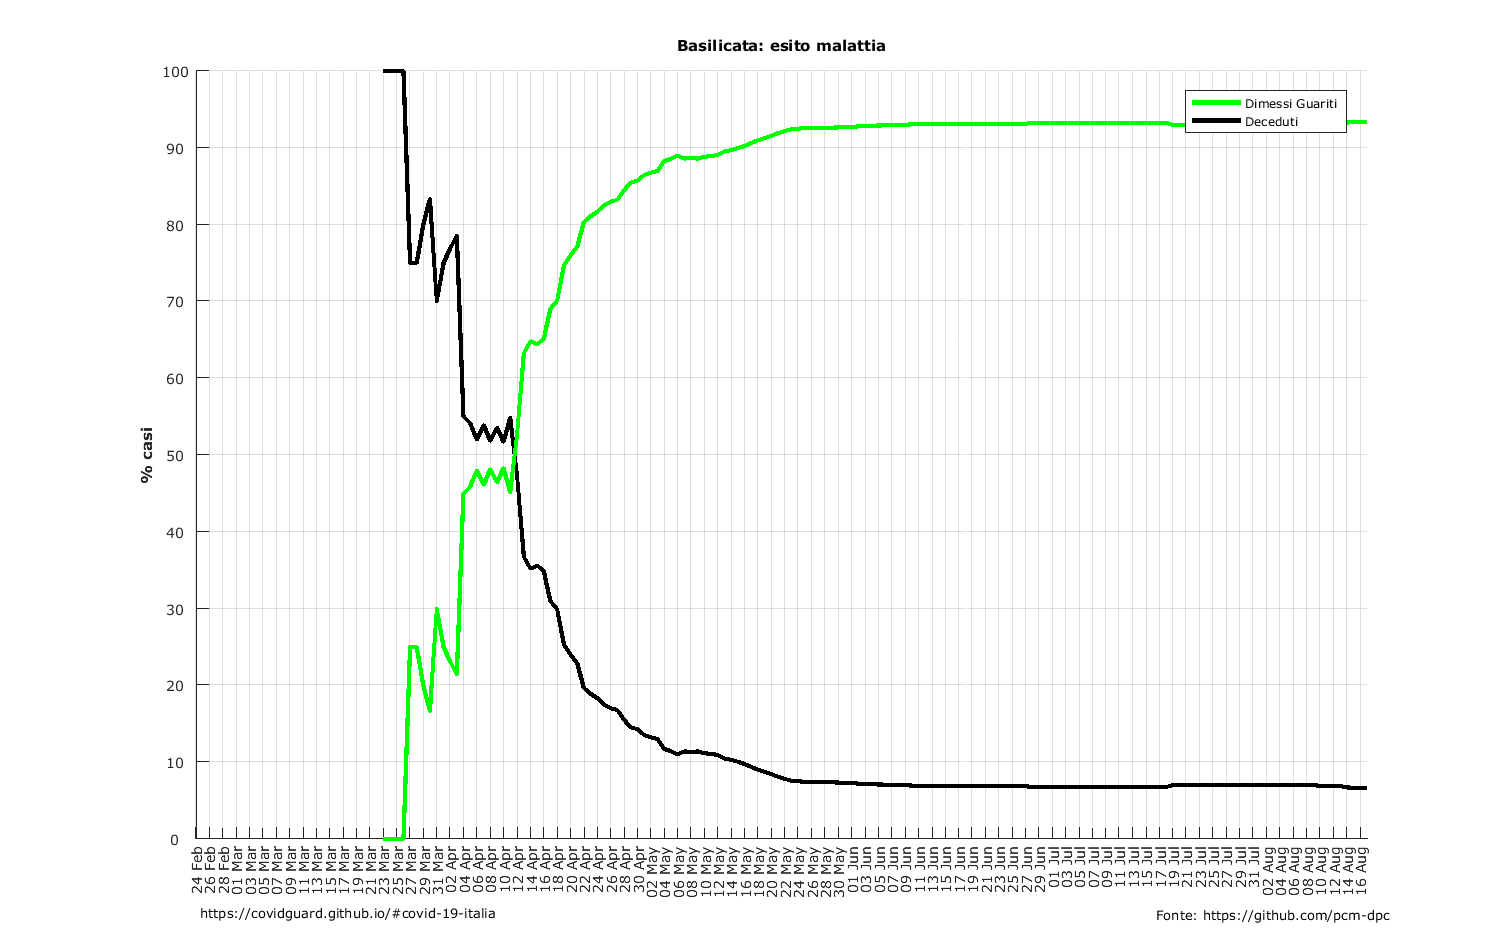 Basilicata: esito malattia
% casi
100
90
80
70
60
50
40
30
20
10
0
Dimessi Guariti
Deceduti
24 Feb
26 Feb
28 Feb
01 Mar
03 Mar
05 Mar
07 Mar
09 Mar
11 Mar
13 Mar
15 Mar
17 Mar
19 Mar
21 Mar
23 Mar
25 Mar
27 Mar
29 Mar
31 Mar
02 Apr
04 Apr
06 Apr
08 Apr
10 Apr
12 Apr
14 Apr
16 Apr
18 Apr
20 Apr
22 Apr
24 Apr
26 Apr
28 Apr
30 Apr
02 May
04 May
06 May
08 May
10 May
12 May
14 May
16 May
18 May
20 May
22 May
24 May
26 May
28 May
30 May
01 Jun
03 Jun
05 Jun
07 Jun
09 Jun
11 Jun
13 Jun
15 Jun
17 Jun
19 Jun
21 Jun
23 Jun
25 Jun
27 Jun
29 Jun
01 Jul
03 Jul
05 Jul
07 Jul
09 Jul
11 Jul
13 Jul
15 Jul
17 Jul
19 Jul
21 Jul
23 Jul
25 Jul
27 Jul
29 Jul
31 Jul
02 Aug
04 Aug
06 Aug
08 Aug
10 Aug
12 Aug
14 Aug
16 Aug
https://covidguard.github.io/#covid-19-italia
Fonte: https://github.com/pcm-dpc